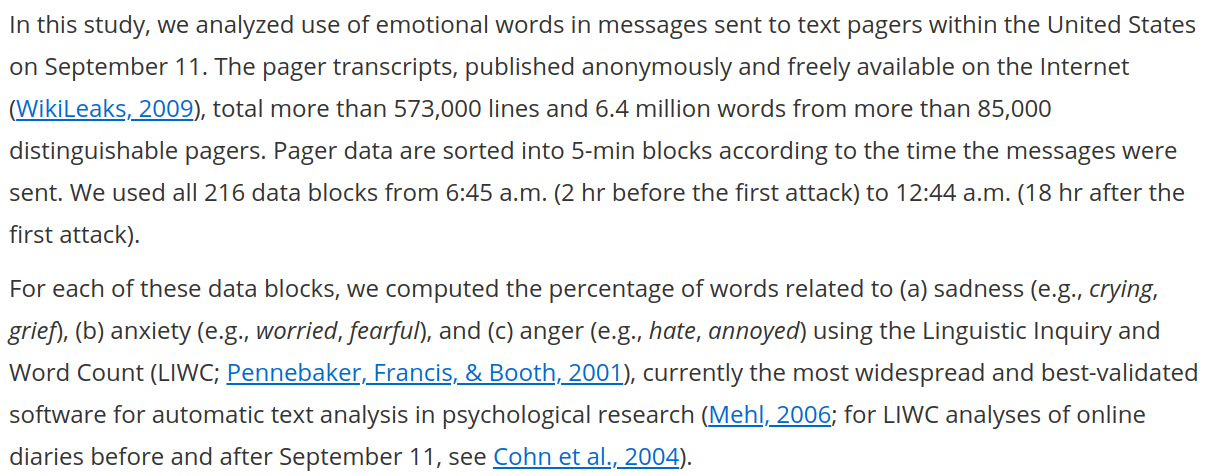 In this study, we analyzed use of emotional words in messages sent to text pagers within the United States
on September 11. The pager transcripts, published anonymously and freely available on the Internet
(WikiLeaks, 2009), total more than 573,000 lines and 6.4 million words from more than 85,000
distinguishable pagers. Pager data are sorted into 5-min blocks according to the time the messages were
sent. We used all 216 data blocks from 6:45 a.m. (2 hr before the first attack) to 12:44 a.m. (18 hr after the
first attack).
For each of these data blocks, we computed the percentage of words related to (a) sadness (e.g., crying,
grief), (b) anxiety (e.g., worried, fearful), and (c) anger (e.g., hate, annoyed) using the Linguistic Inquiry and
Word Count (LIWC; Pennebaker, Francis, & Booth, 2001), currently the most widespread and best-validated
software for automatic text analysis in psychological research (Mehl, 2006; for LIWC analyses of online
diaries before and after September 11, see Cohn et al., 2004).